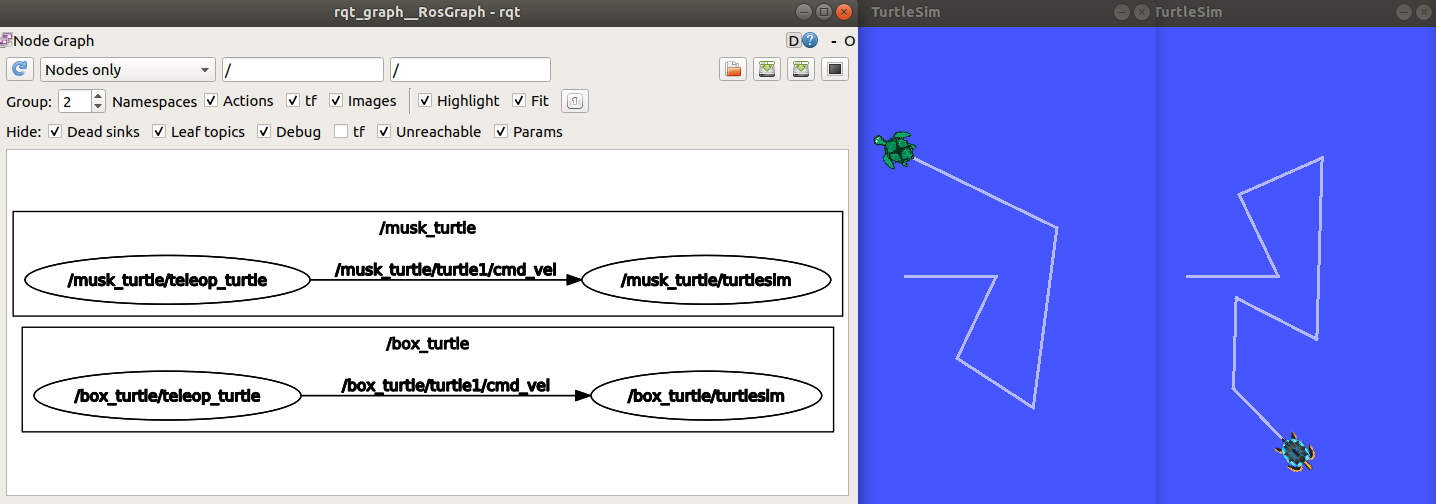 rqt_graph__RosGraph - rqt
TurtleSim
TurtleSim
Node Graph
D
- O
Nodes only
/
/
Group: 2 Namespaces Actions tf Images Highlight Fit
Hide: Dead sinks Leaf topics Debug tf Unreachable Params
/musk_turtle
/musk_turtle/teleop_turtle
/musk_turtle/turtle1/cmd_vel
/musk_turtle/turtlesim
/box_turtle
/box_turtle/teleop_turtle
/box_turtle/turtle1/cmd_vel
/box_turtle/turtlesim